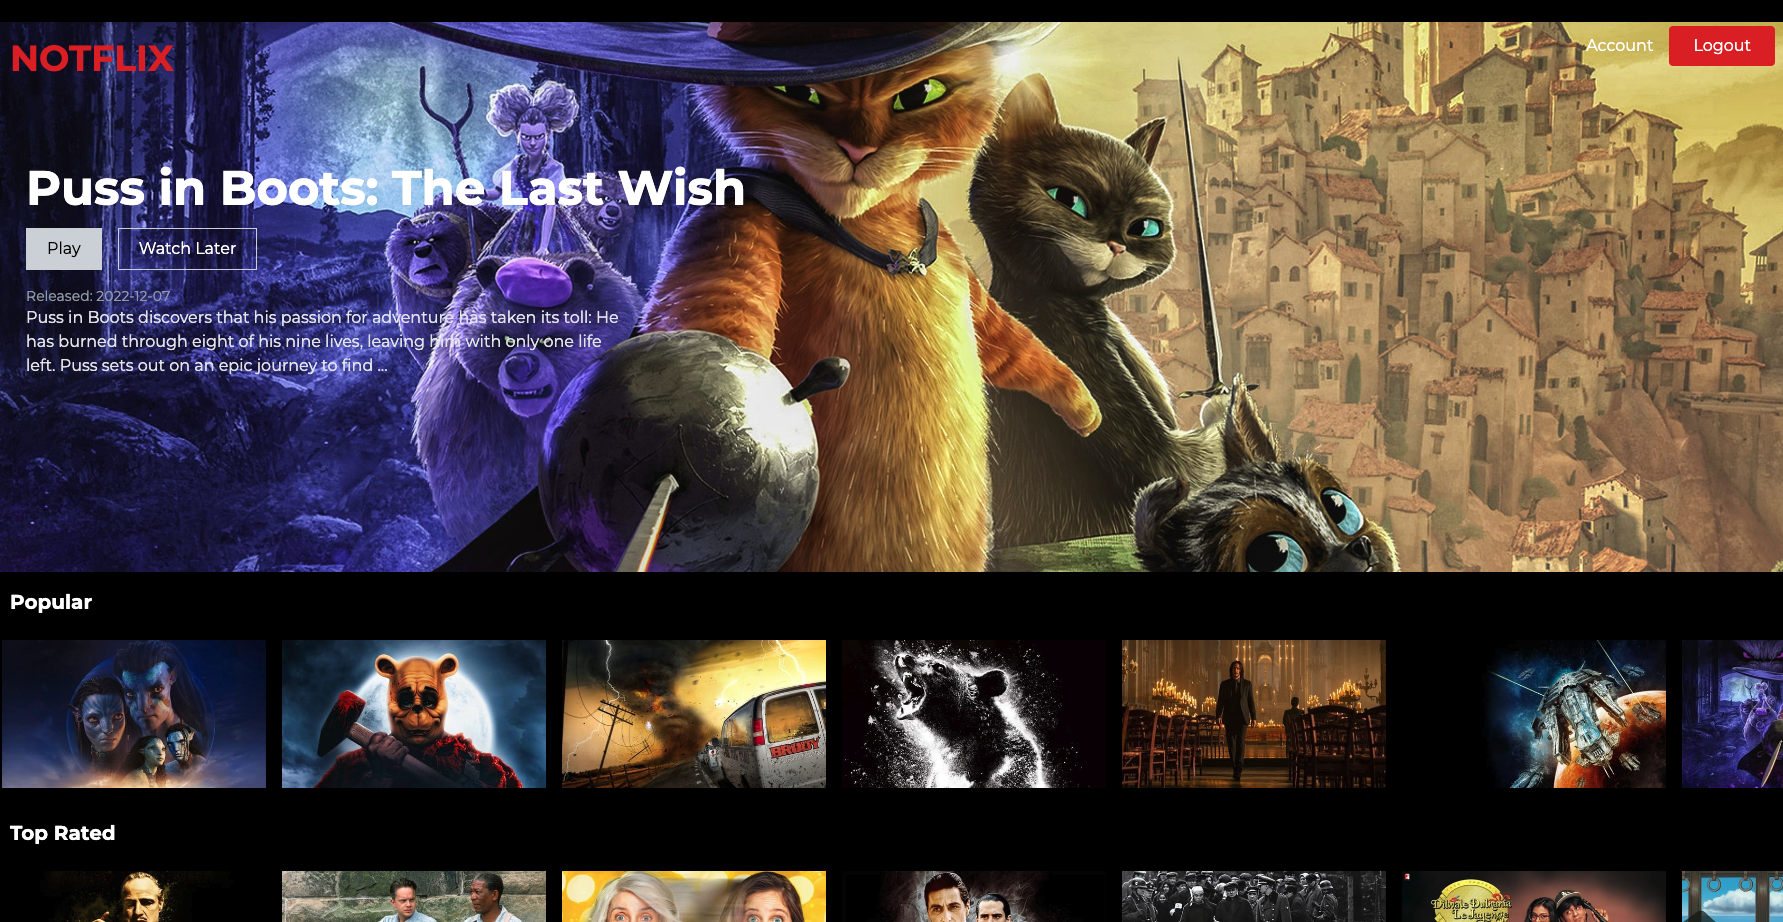 NOTFLIX
Account
Logout
Puss in Boots: The Last Wish
Play
Watch Later
Released: 2022-12-07
Puss in Boots discovers that his passion for adventure has taken its toll: He
has burned through eight of his nine lives, leaving him with only one life
left. Puss sets out on an epic journey to find ...
Popular
Top Rated
Dilwale Dulhania
Le Jayenge